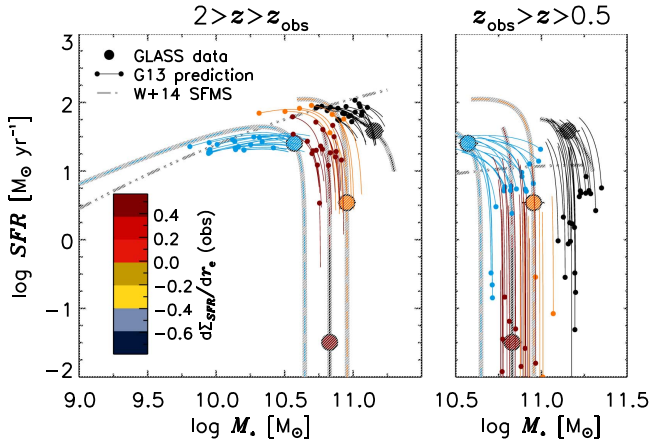 2 > z > z_obs
z_obs > z > 0.5
GLASS data
G13 prediction
W+14 SFMS
log SFR [M⊙ yr⁻¹]
3
2
1
0
−1
−2
0.4
0.2
0.0
−0.2
−0.4
−0.6
dΣ_SFR/dr_e (obs)
9.0 9.5 10.0 10.5 11.0
10.5 11.0 11.5
log M⁎ [M⊙]
log M⁎ [M⊙]